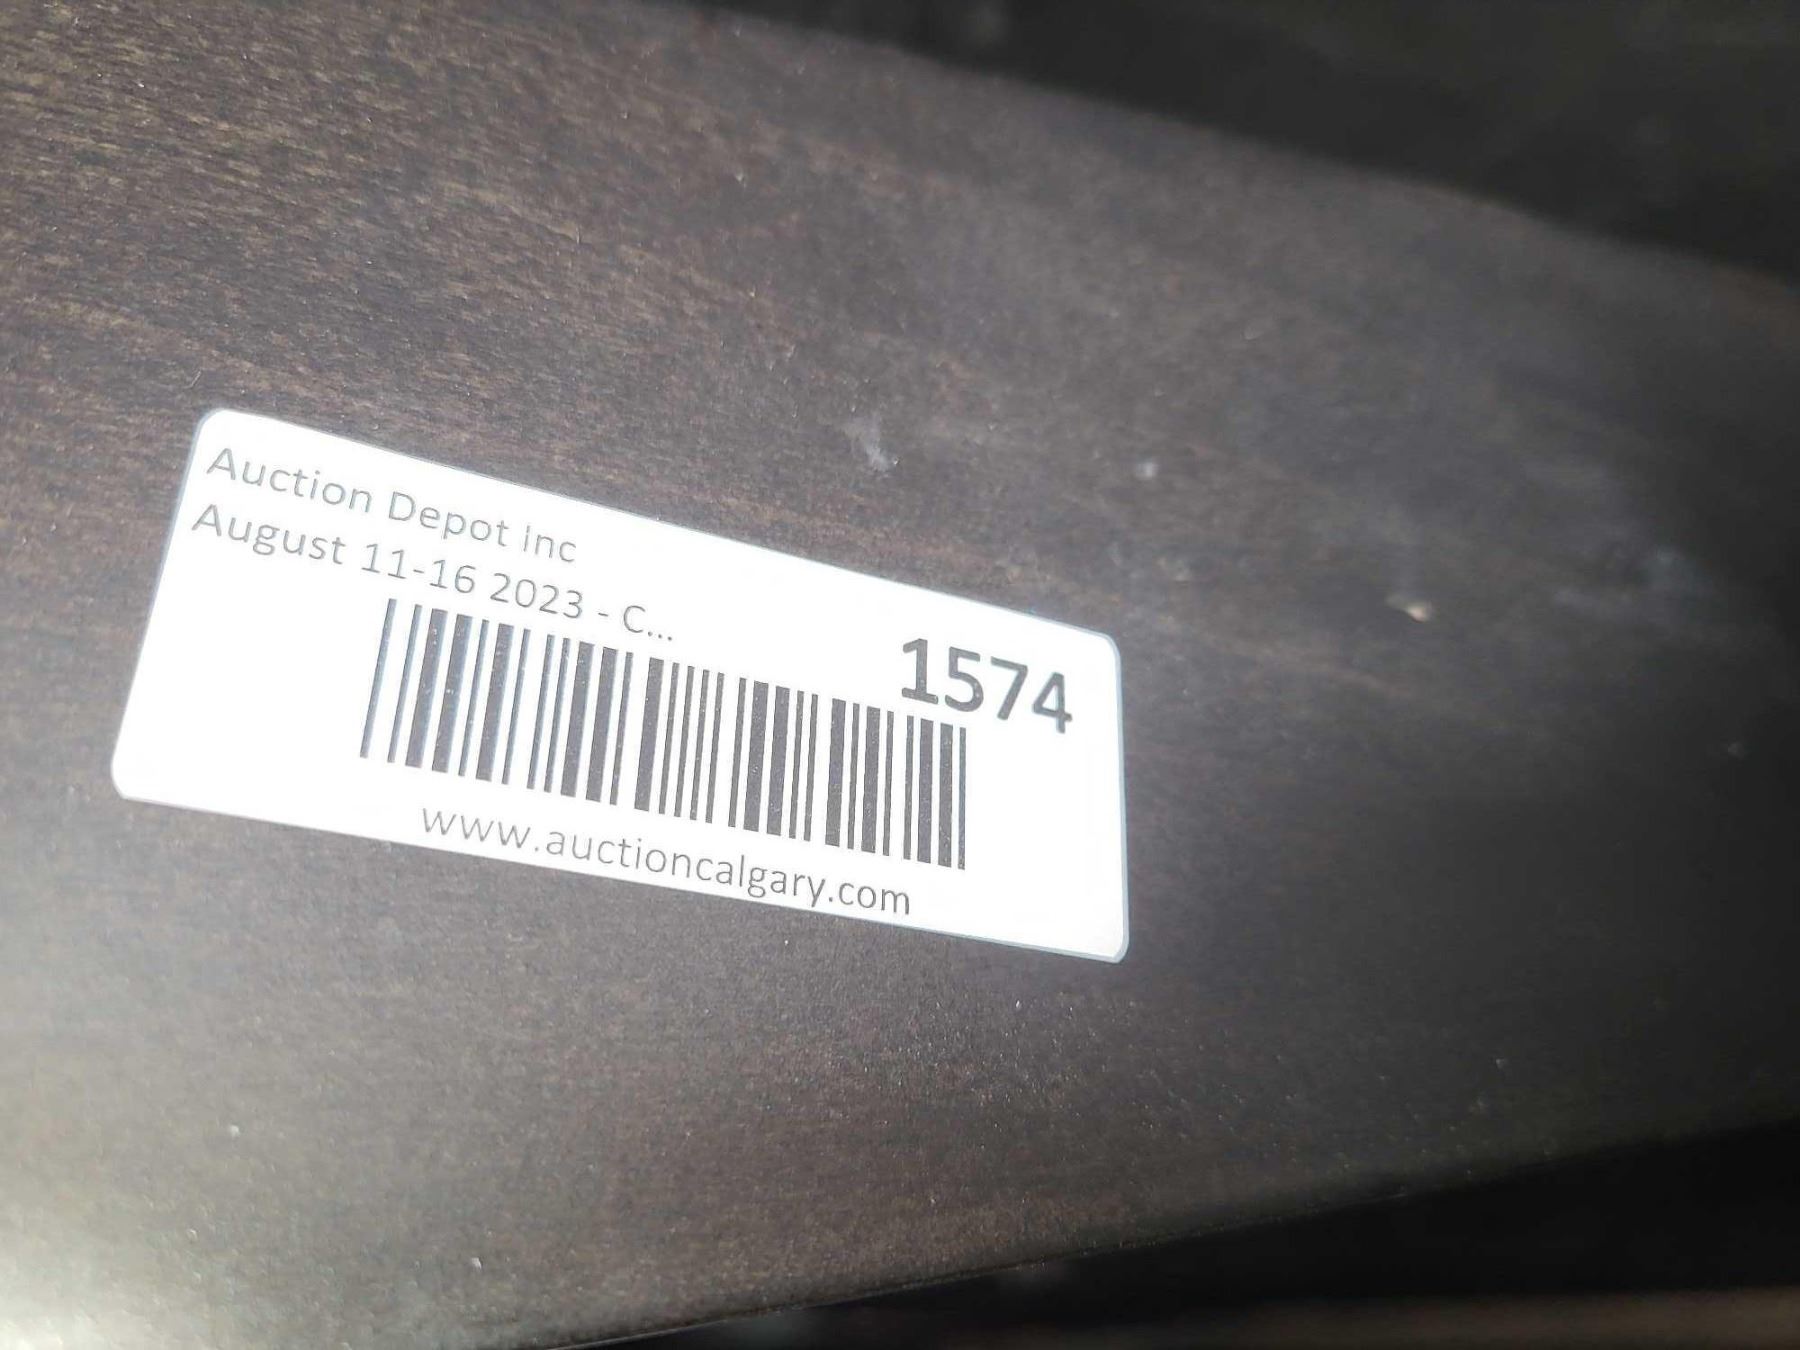 Auction Depot Inc
August 11-16 2023 - C...
1574
www.auctioncalgary.com